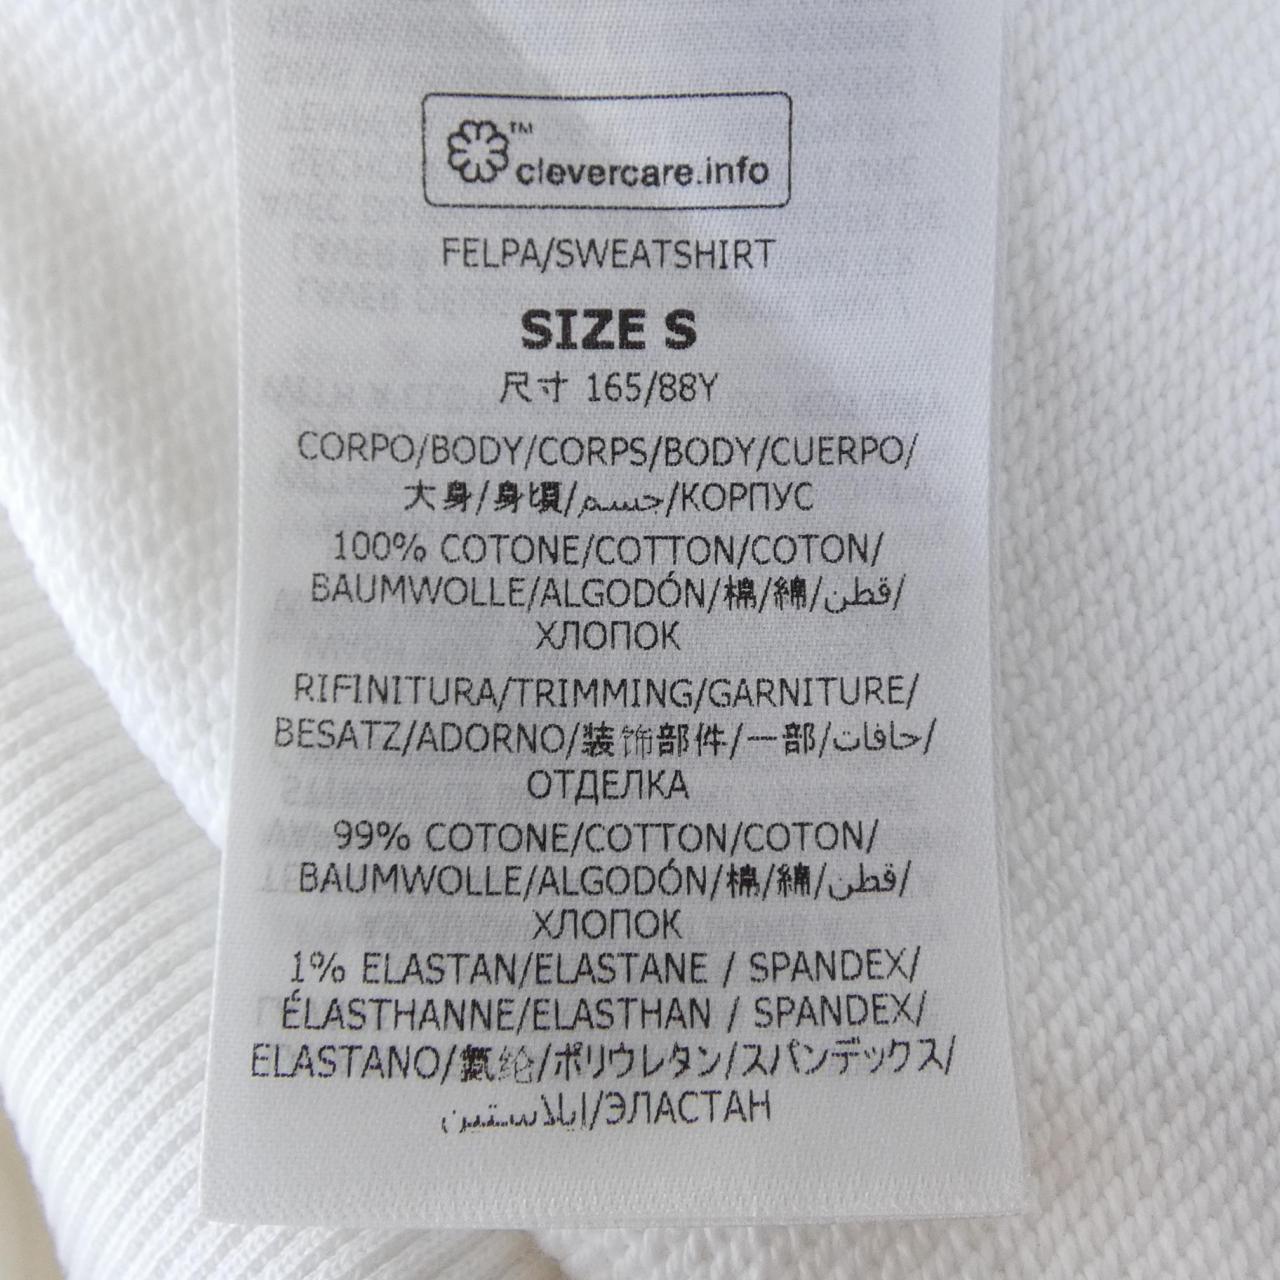 ™
clevercare.info
FELPA/SWEATSHIRT
SIZE S
尺寸 165/88Y
CORPO/BODY/CORPS/BODY/CUERPO/
大身/身頃/جسم/КОРПУС
100% COTONE/COTTON/COTON/
BAUMWOLLE/ALGODÓN/棉/綿/قطن/
ХЛОПОК
RIFINITURA/TRIMMING/GARNITURE/
BESATZ/ADORNO/装饰部件/一部/حافات/
ОТДЕЛКА
99% COTONE/COTTON/COTON/
BAUMWOLLE/ALGODÓN/棉/綿/قطن/
ХЛОПОК
1% ELASTAN/ELASTANE / SPANDEX/
ÉLASTHANNE/ELASTHAN / SPANDEX/
ELASTANO/氨纶/ポリウレタン/スパンデックス/
إيلاستين/ЭЛАСТАН